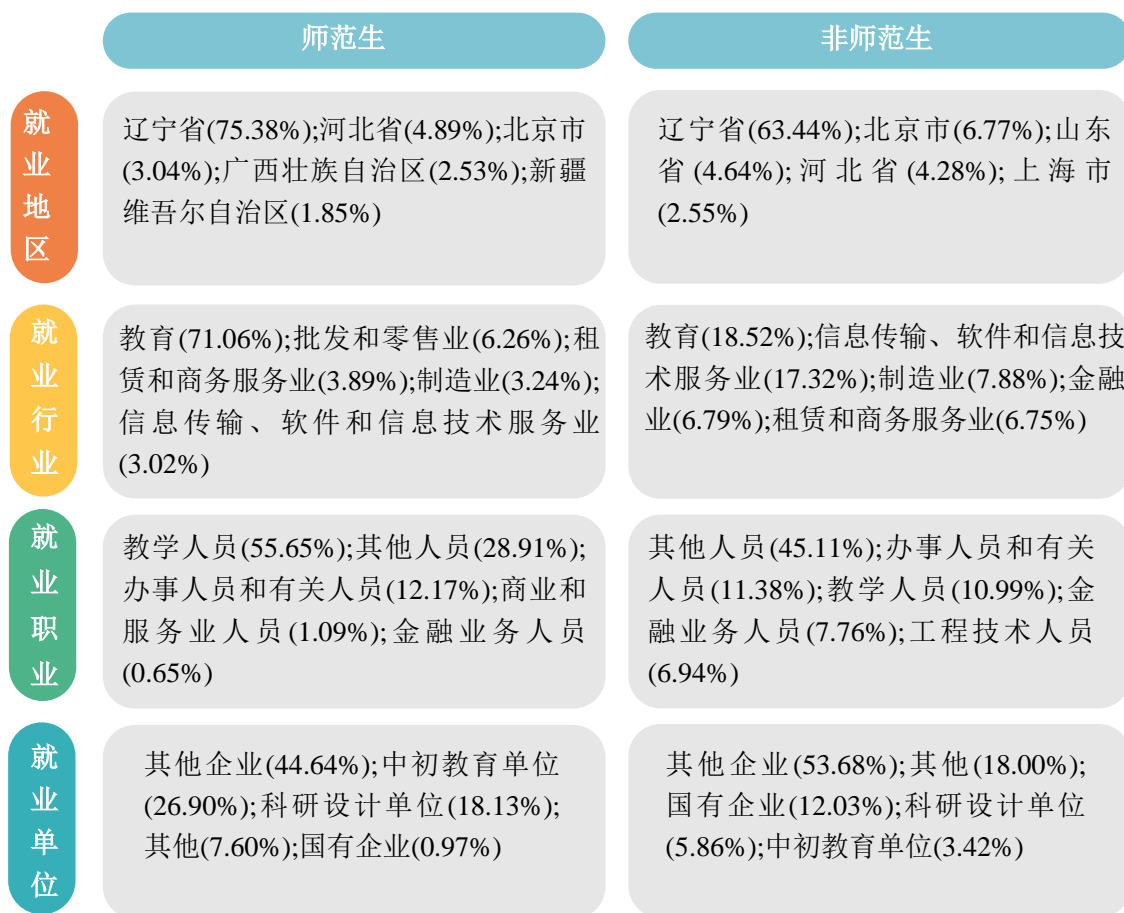 师范生
非师范生
就业地区
辽宁省(75.38%);河北省(4.89%);北京市
(3.04%);广西壮族自治区(2.53%);新疆
维吾尔自治区(1.85%)
辽宁省(63.44%);北京市(6.77%);山东
省(4.64%);河北省(4.28%);上海市
(2.55%)
就业行业
教育(71.06%);批发和零售业(6.26%);租
赁和商务服务业(3.89%);制造业(3.24%);
信息传输、软件和信息技术服务业
(3.02%)
教育(18.52%);信息传输、软件和信息技
术服务业(17.32%);制造业(7.88%);金融
业(6.79%);租赁和商务服务业(6.75%)
就业职业
教学人员(55.65%);其他人员(28.91%);
办事人员和有关人员(12.17%);商业和
服务业人员(1.09%);金融业务人员
(0.65%)
其他人员(45.11%);办事人员和有关
人员(11.38%);教学人员(10.99%);金
融业务人员(7.76%);工程技术人员
(6.94%)
就业单位
其他企业(44.64%);中初教育单位
(26.90%);科研设计单位(18.13%);
其他(7.60%);国有企业(0.97%)
其他企业(53.68%);其他(18.00%);
国有企业(12.03%);科研设计单位
(5.86%);中初教育单位(3.42%)